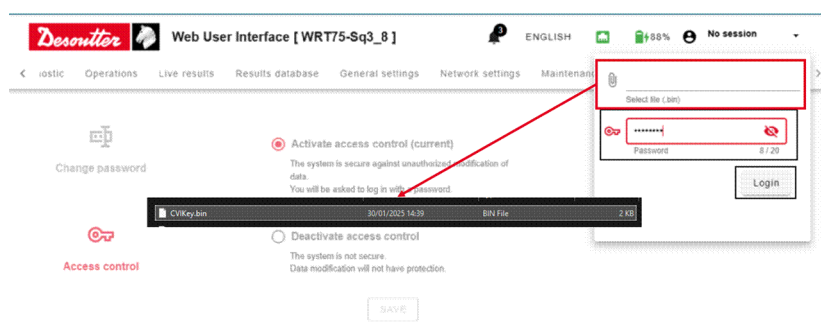 Desoutter
Web User Interface [ WRT75-Sq3_8 ]
3
ENGLISH
88%
No session
ostic Operations Live results Results database General settings Network settings Maintenan
Select file (.bin)
Password
8 / 20
Login
Change password
Activate access control (current)
The system is secure against unauthorized modification of
data.
You will be asked to log in with a password.
CVIKey.bin 30/01/2025 14:39 BIN File 2 KB
Access control
Deactivate access control
The system is not secure.
Data modification will not have protection.
SAVE